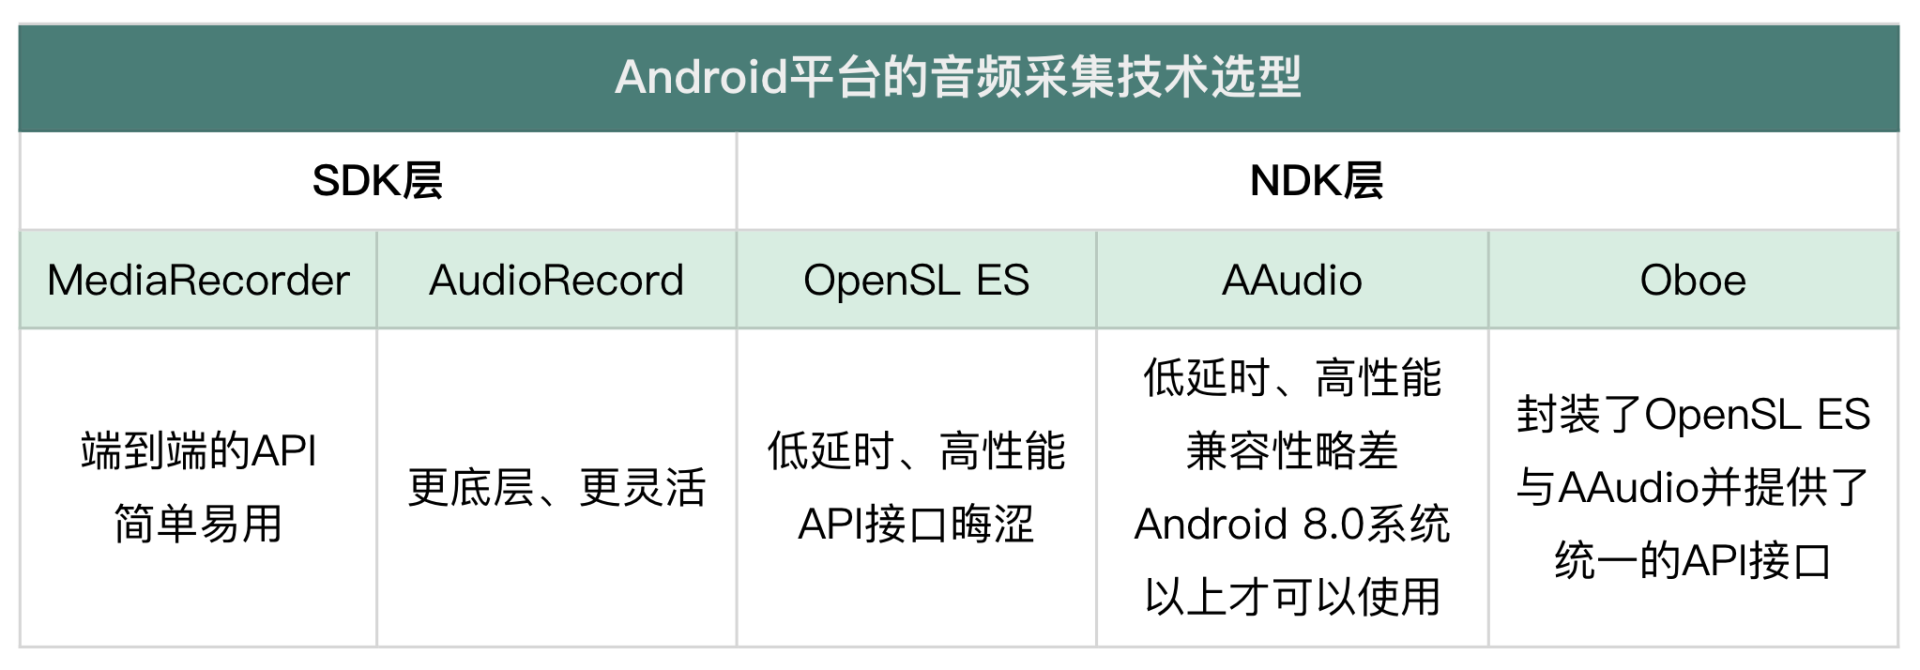 Android平台的音频采集技术选型
SDK层
NDK层
MediaRecorder
AudioRecord
OpenSL ES
AAudio
Oboe
端到端的API
简单易用
更底层、更灵活
低延时、高性能
API接口晦涩
低延时、高性能
兼容性略差
Android 8.0系统
以上才可以使用
封装了OpenSL ES
与AAudio并提供了
统一的API接口